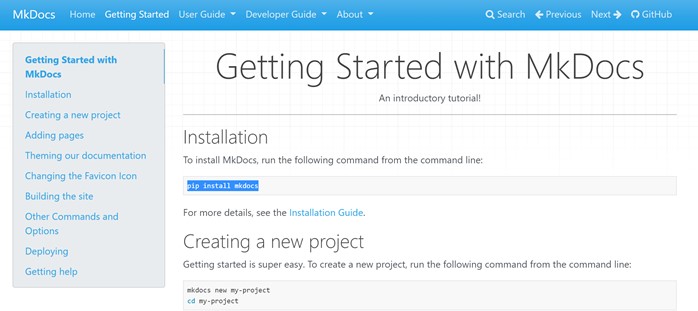 MkDocs Home Getting Started User Guide Developer Guide About Search Previous Next GitHub
Getting Started with
MkDocs
Installation
Creating a new project
Adding pages
Theming our documentation
Changing the Favicon Icon
Building the site
Other Commands and
Options
Deploying
Getting help
Getting Started with MkDocs
An introductory tutorial!
Installation
To install MkDocs, run the following command from the command line:
pip install mkdocs
For more details, see the Installation Guide.
Creating a new project
Getting started is super easy. To create a new project, run the following command from the command line:
mkdocs new my-project
cd my-project